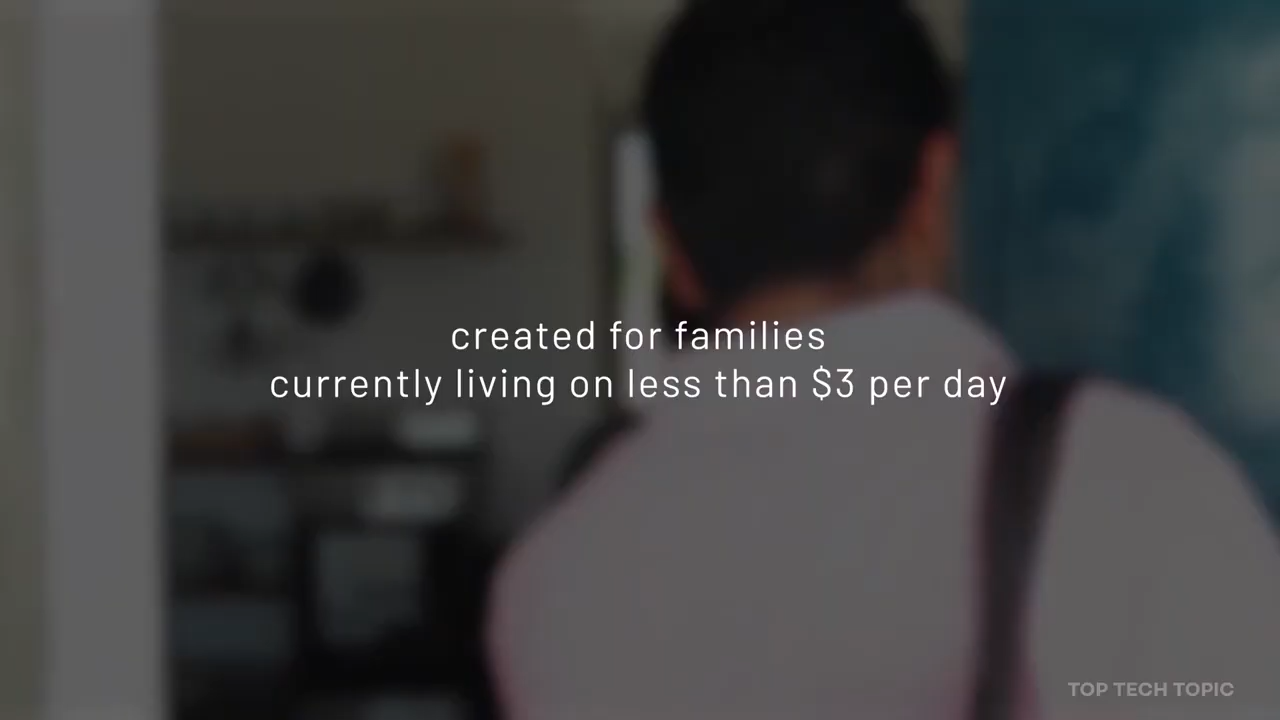 created for families
currently living on less than $3 per day
TOP TECH TOPIC